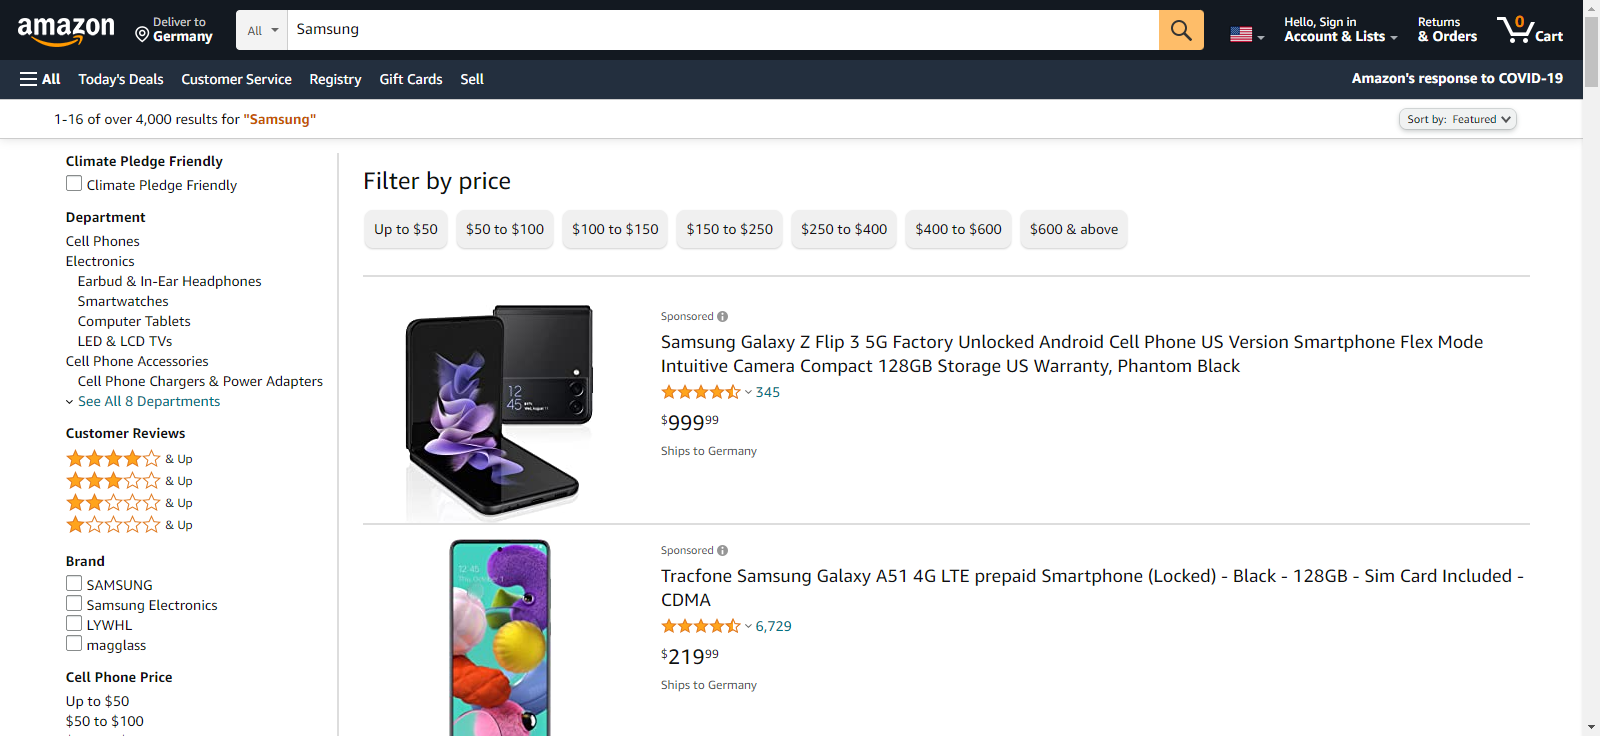 amazon
Deliver to
Germany
All
Samsung
Hello, Sign in
Account & Lists
Returns
& Orders
0
Cart
All
Today's Deals
Customer Service
Registry
Gift Cards
Sell
Amazon's response to COVID-19
1-16 of over 4,000 results for "Samsung"
Sort by: Featured
Climate Pledge Friendly
Climate Pledge Friendly
Department
Cell Phones
Electronics
Earbud & In-Ear Headphones
Smartwatches
Computer Tablets
LED & LCD TVs
Cell Phone Accessories
Cell Phone Chargers & Power Adapters
See All 8 Departments
Customer Reviews
& Up
& Up
& Up
& Up
Brand
SAMSUNG
Samsung Electronics
LYWHL
magglass
Cell Phone Price
Up to $50
$50 to $100
Filter by price
Up to $50
$50 to $100
$100 to $150
$150 to $250
$250 to $400
$400 to $600
$600 & above
12
45
Sponsored
Samsung Galaxy Z Flip 3 5G Factory Unlocked Android Cell Phone US Version Smartphone Flex Mode
Intuitive Camera Compact 128GB Storage US Warranty, Phantom Black
345
$99999
Ships to Germany
12:45
Thu, October 1
Sponsored
Tracfone Samsung Galaxy A51 4G LTE prepaid Smartphone (Locked) - Black - 128GB - Sim Card Included -
CDMA
6,729
$21999
Ships to Germany